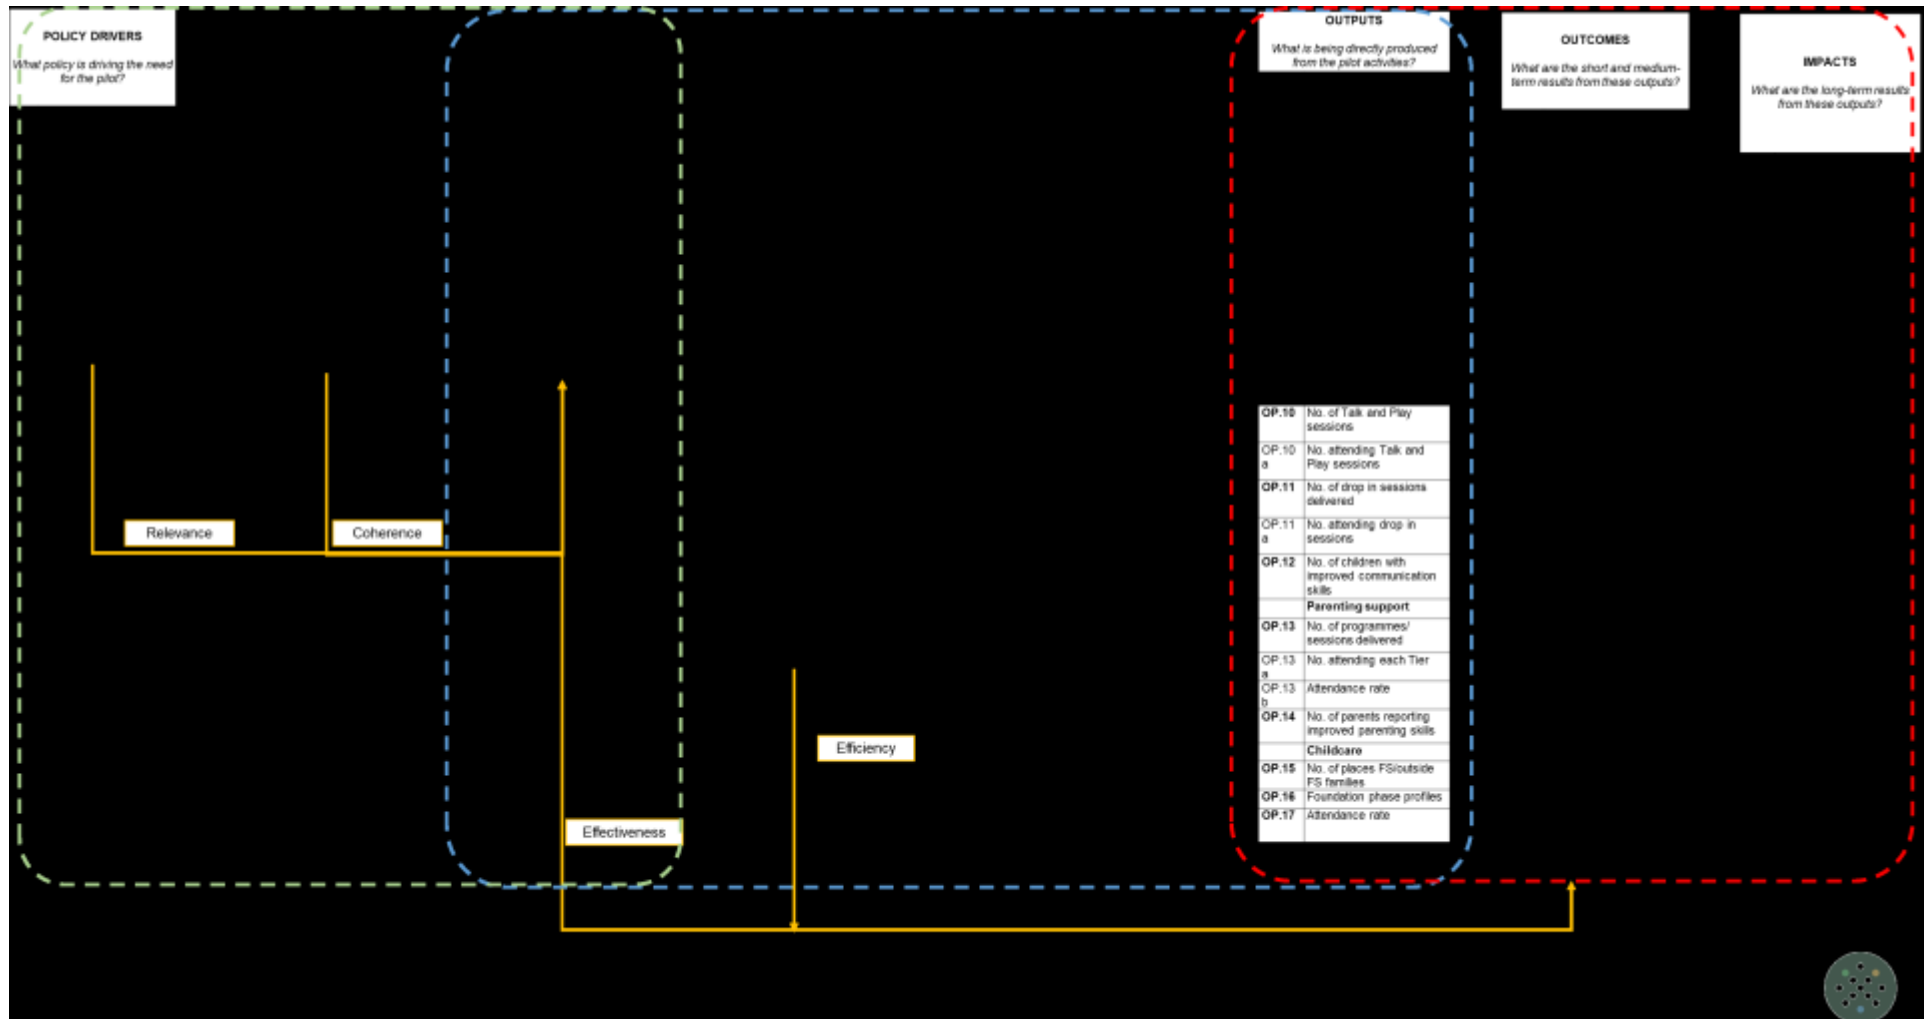 POLICY DRIVERS
What policy is driving the need
for the pilot?
OUTPUTS
What is being directly produced
from the pilot activities?
OUTCOMES
What are the short and medium-
term results from these outputs?
IMPACTS
What are the long-term results
from these outputs?
Relevance
Coherence
Efficiency
Effectiveness
OP.10 No. of Talk and Play
sessions
OP.10 No. attending Talk and
a Play sessions
OP.11 No. of drop in sessions
delivered
OP.11 No. attending drop in
a sessions
OP.12 No. of children with
improved communication
skills
Parenting support
OP.13 No. of programmes/
sessions delivered
OP.13 No. attending each Tier
a
OP.13 Attendance rate
b
OP.14 No. of parents reporting
improved parenting skills
Childcare
OP.15 No. of places FS/outside
FS families
OP.16 Foundation phase profiles
OP.17 Attendance rate